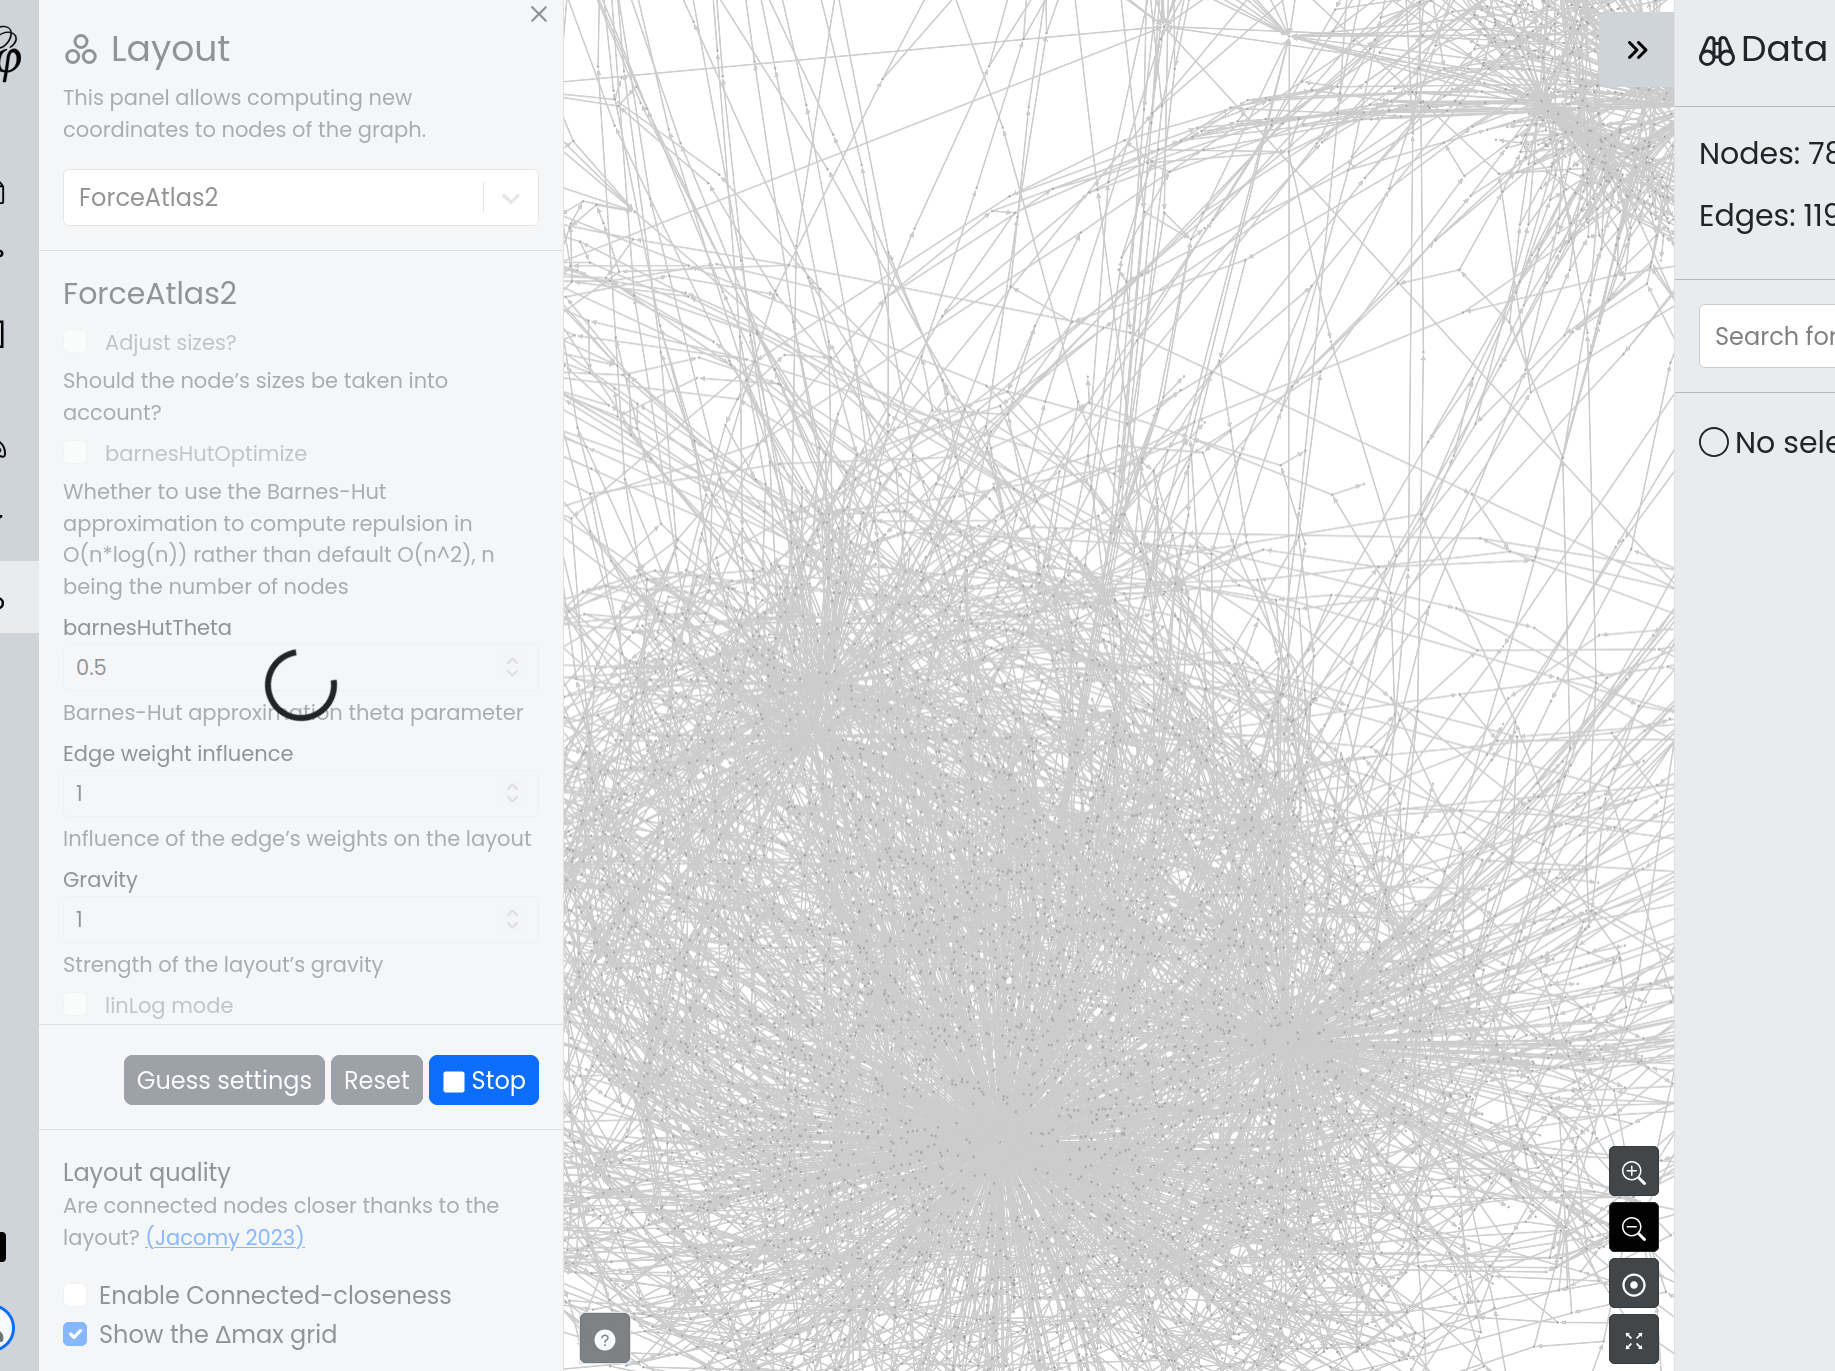 Layout
This panel allows computing new
coordinates to nodes of the graph.
ForceAtlas2
ForceAtlas2
Adjust sizes?
Should the node’s sizes be taken into
account?
barnesHutOptimize
Whether to use the Barnes-Hut
approximation to compute repulsion in
O(n*log(n)) rather than default O(n^2), n
being the number of nodes
barnesHutTheta
0.5
Barnes-Hut approximation theta parameter
Edge weight influence
1
Influence of the edge’s weights on the layout
Gravity
1
Strength of the layout’s gravity
linLog mode
Guess settings
Reset
Stop
Layout quality
Are connected nodes closer thanks to the
layout? (Jacomy 2023)
Enable Connected-closeness
Show the Δmax grid
Data
Nodes: 78
Edges: 119
Search for
No sele